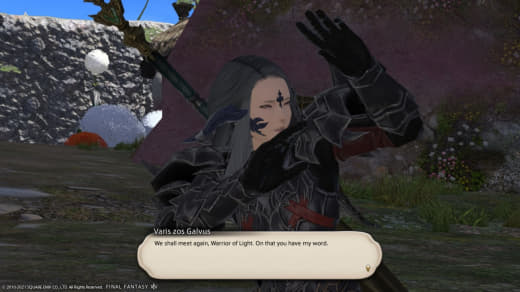 Varis zos Galvus
We shall meet again, Warrior of Light. On that you have my word.
© 2010-2021 SQUARE ENIX CO., LTD. All Rights Reserved. FINAL FANTASY XIV